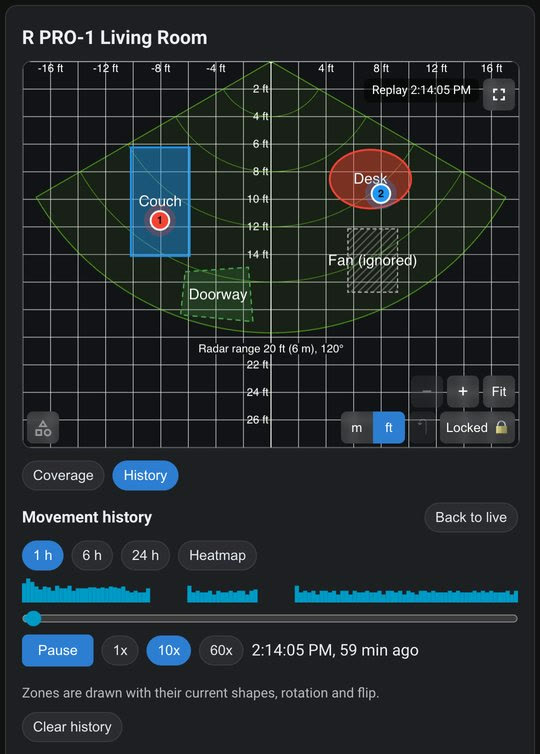 R PRO-1 Living Room
-16 ft -12 ft -8 ft -4 ft 4 ft 8 ft 12 ft 16 ft
Replay 2:14:05 PM
2 ft
4 ft
6 ft
8 ft
Desk
2
10 ft
Couch
1
12 ft
14 ft
Fan (ignored)
Doorway
Radar range 20 ft (6 m), 120°
22 ft
24 ft
26 ft
− + Fit
m ft Locked
Coverage History
Movement history Back to live
1 h 6 h 24 h Heatmap
Pause 1x 10x 60x 2:14:05 PM, 59 min ago
Zones are drawn with their current shapes, rotation and flip.
Clear history